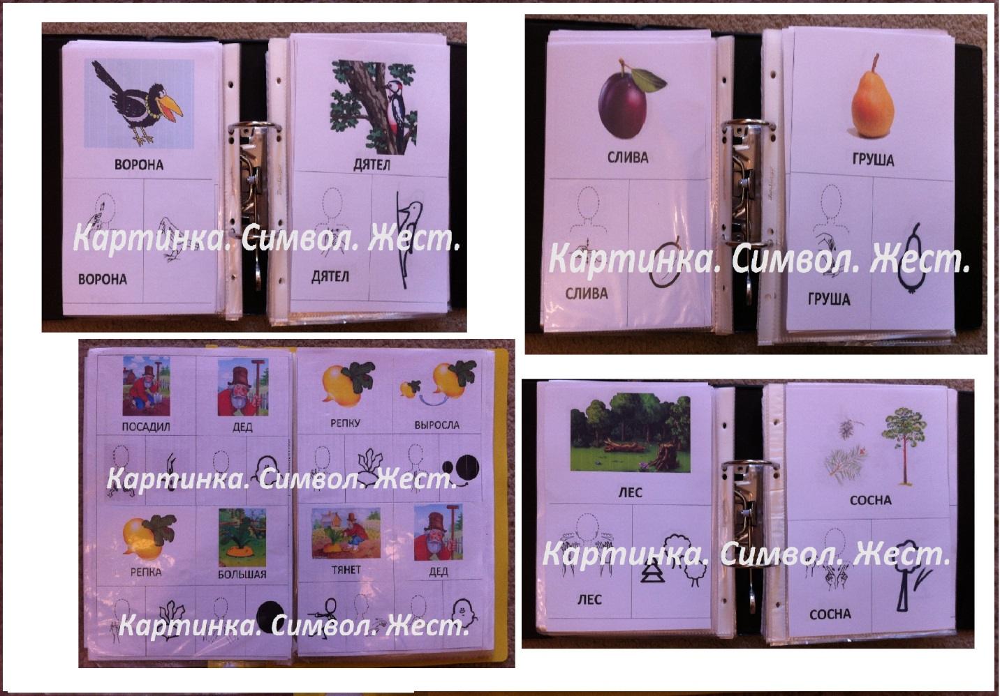 ВОРОНА
ДЯТЕЛ
Картинка. Символ. Жест.
ВОРОНА
ДЯТЕЛ
СЛИВА
ГРУША
Картинка. Символ. Жест.
СЛИВА
ГРУША
ПОСАДИЛ
ДЕД
РЕПКУ
ВЫРОСЛА
Картинка. Символ. Жест.
РЕПКА
БОЛЬШАЯ
ТЯНЕТ
ДЕД
Картинка. Символ. Жест.
ЛЕС
СОСНА
Картинка. Символ. Жест.
ЛЕС
СОСНА